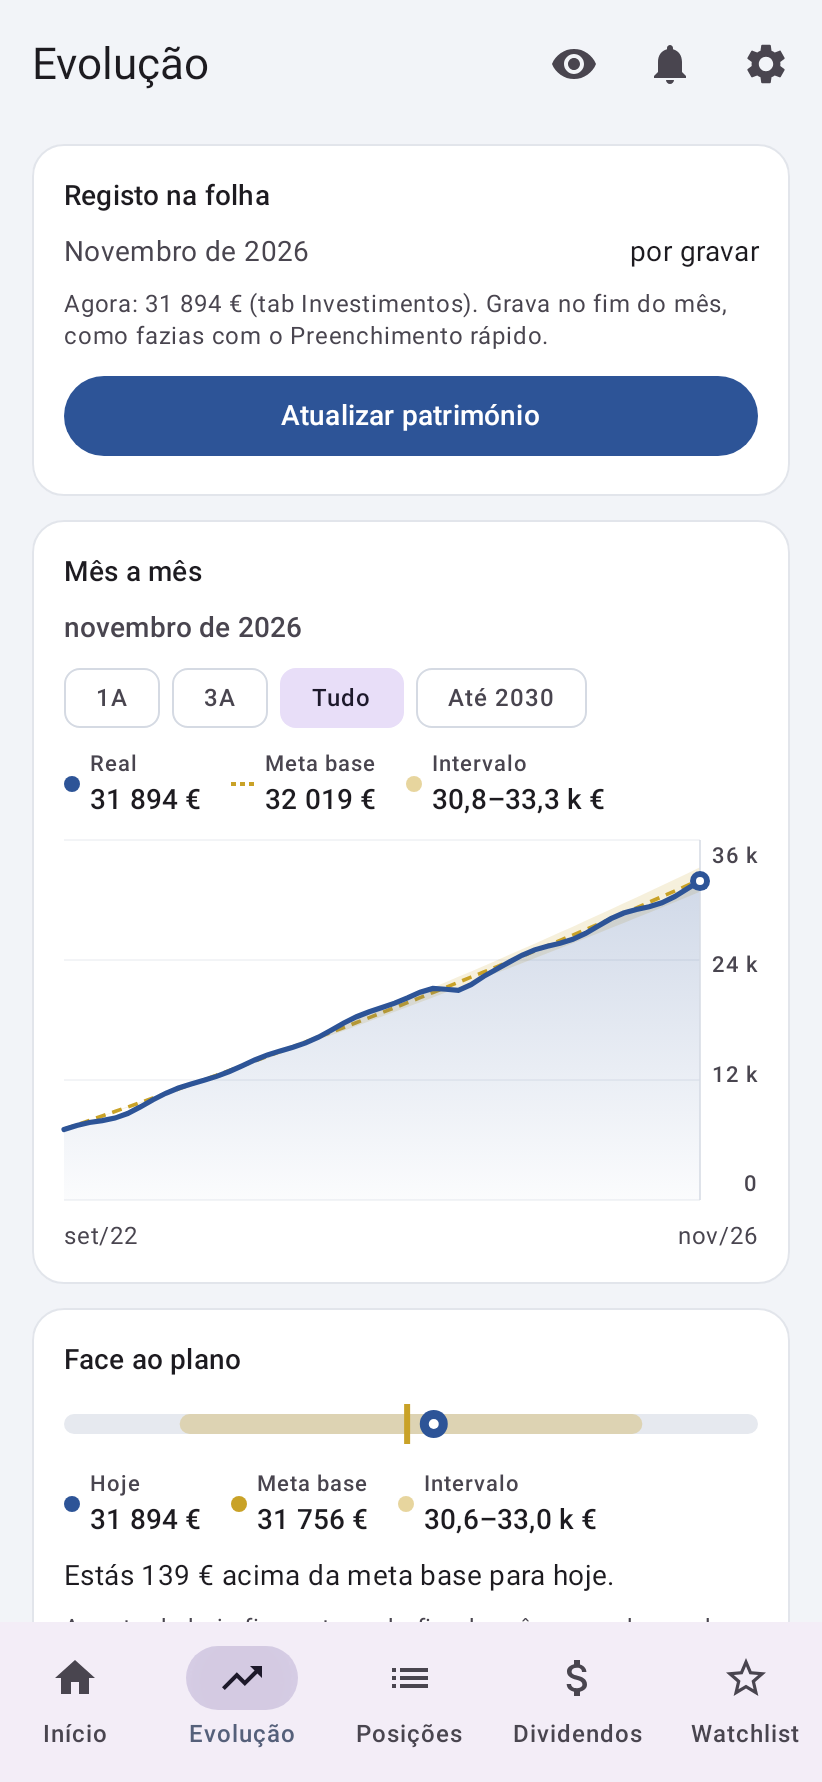 Evolução
Registo na folha
Novembro de 2026 por gravar
Agora: 31 894 € (tab Investimentos). Grava no fim do mês,
como fazias com o Preenchimento rápido.
Atualizar património
Mês a mês
novembro de 2026
1A 3A Tudo Até 2030
Real Meta base Intervalo
31 894 € 32 019 € 30,8–33,3 k €
36 k
24 k
12 k
0
set/22 nov/26
Face ao plano
Hoje Meta base Intervalo
31 894 € 31 756 € 30,6–33,0 k €
Estás 139 € acima da meta base para hoje.
Início Evolução Posições Dividendos Watchlist